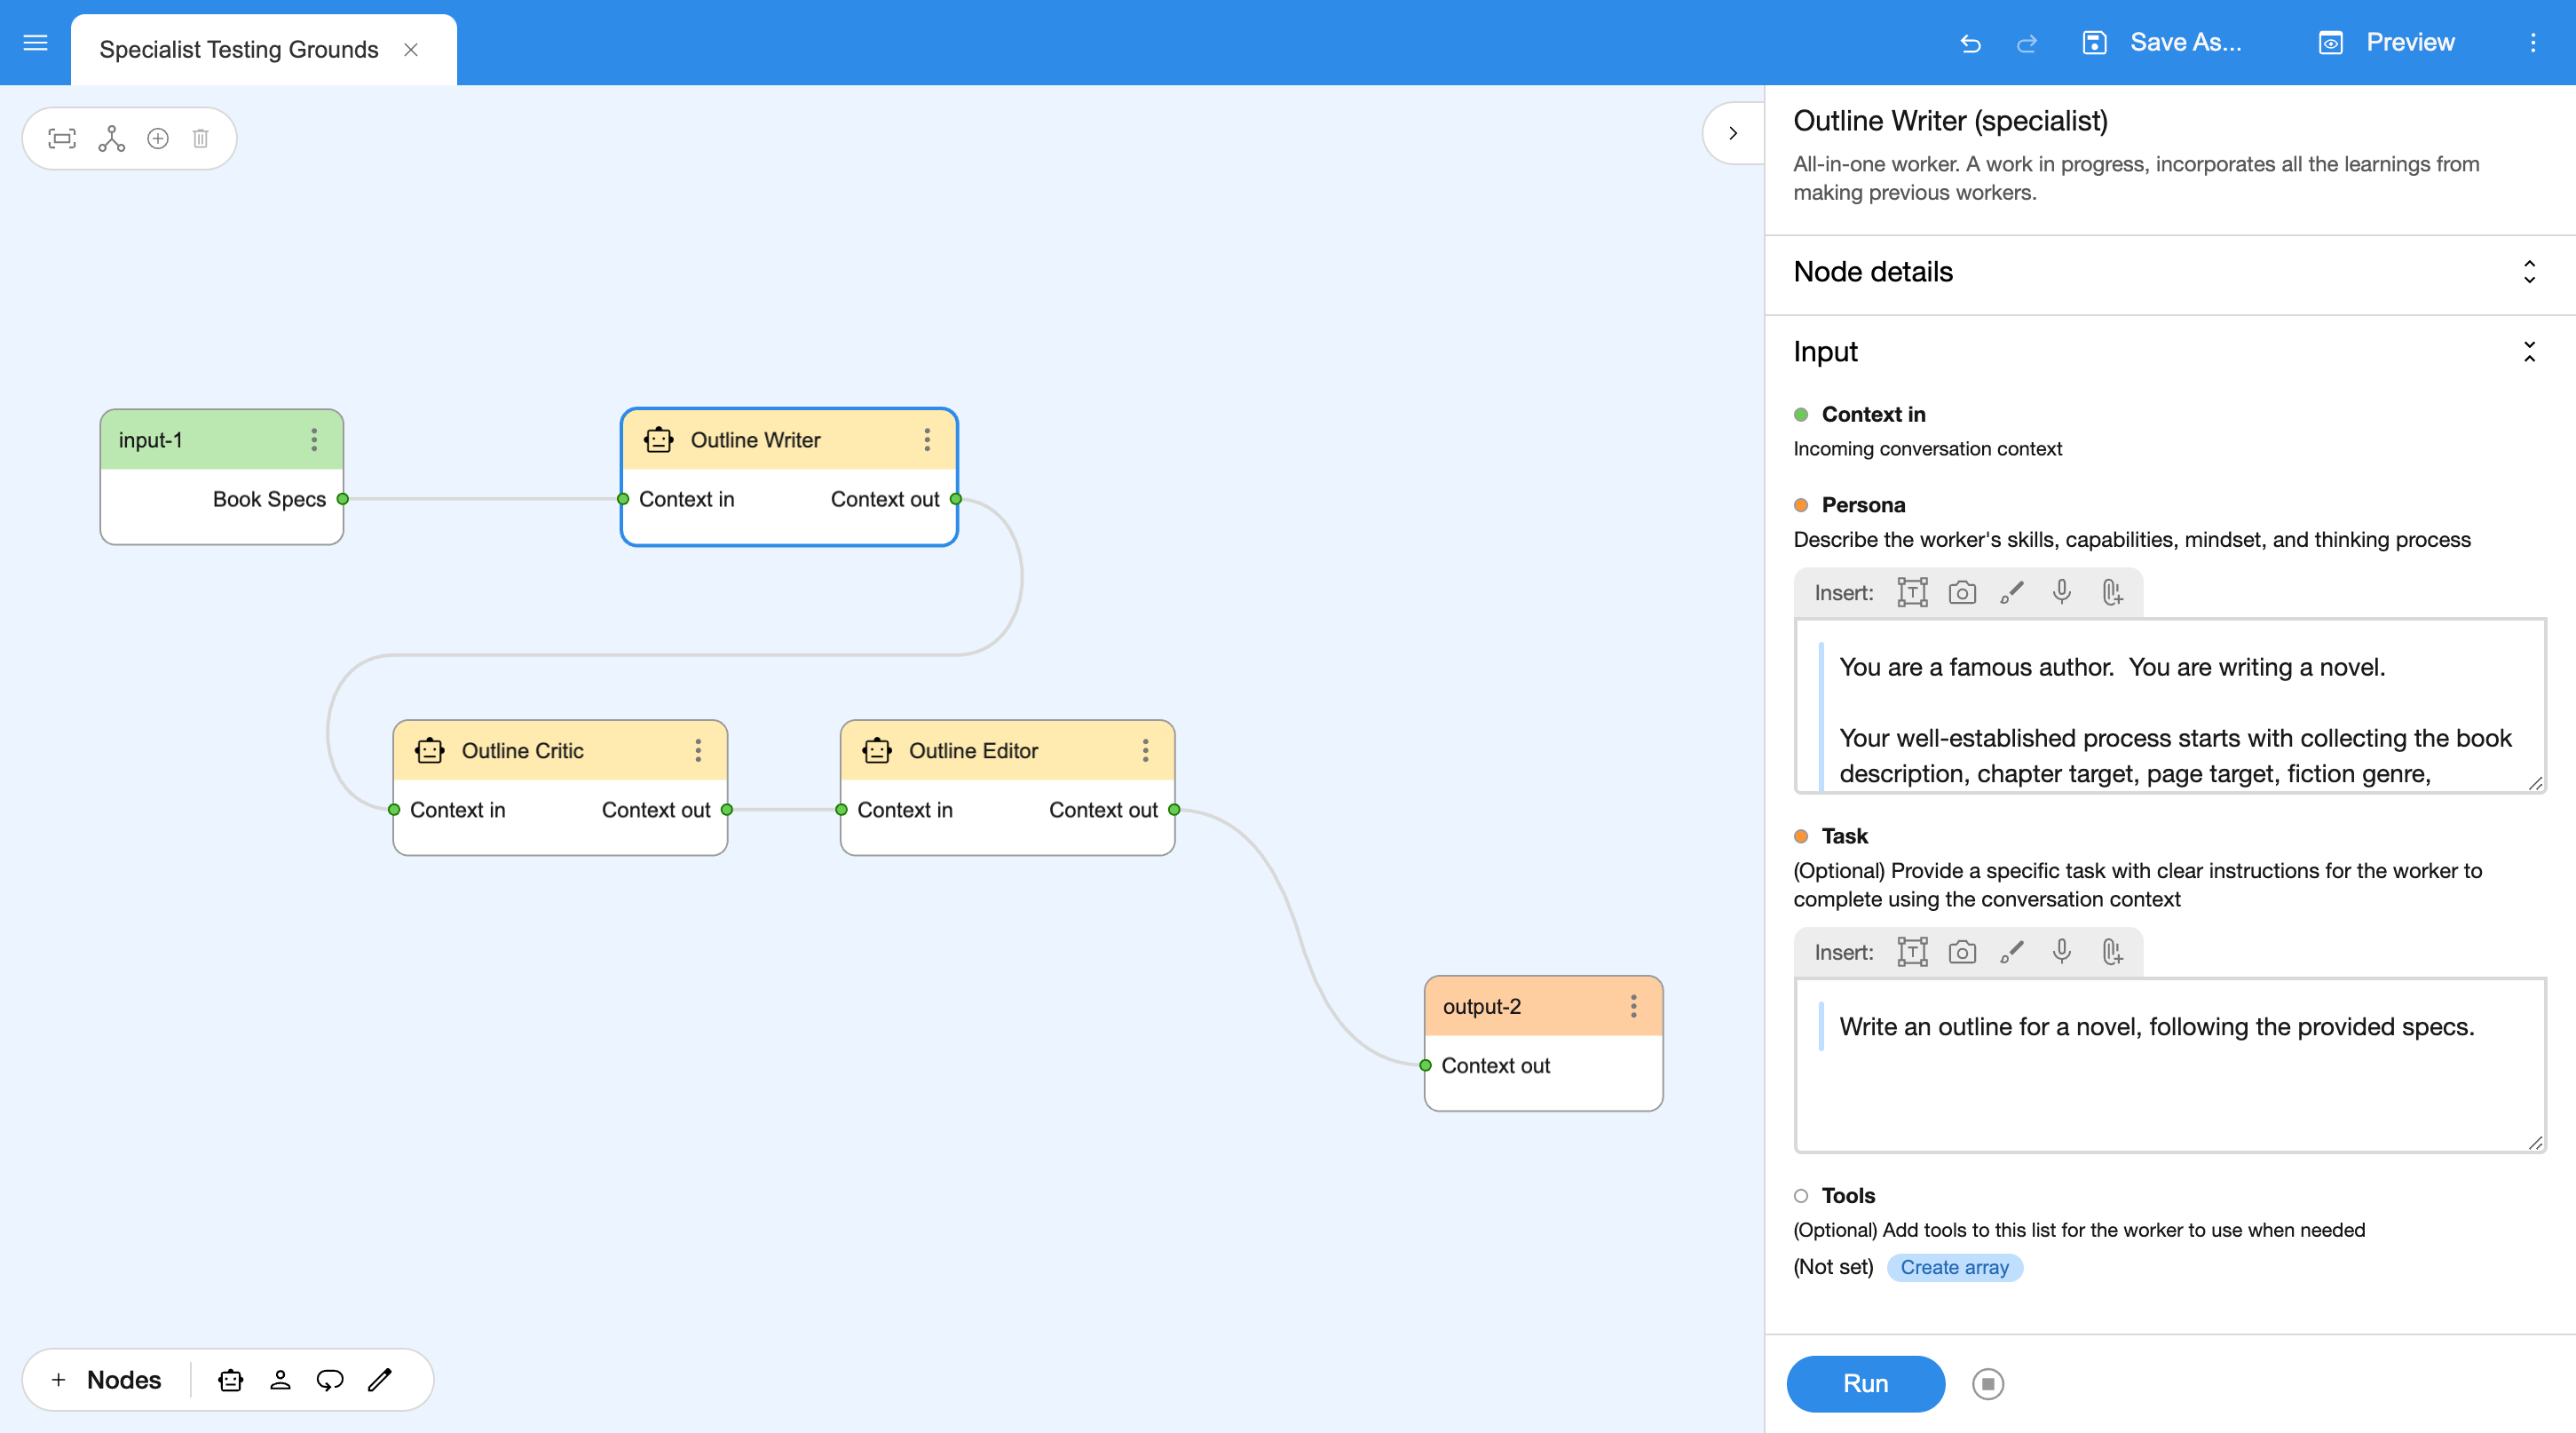 Specialist Testing Grounds
Save As...
Preview
input-1
Book Specs
Outline Writer
Context in
Context out
Outline Critic
Context in
Context out
Outline Editor
Context in
Context out
output-2
Context out
+ Nodes
Outline Writer (specialist)
All-in-one worker. A work in progress, incorporates all the learnings from
making previous workers.
Node details
Input
Context in
Incoming conversation context
Persona
Describe the worker's skills, capabilities, mindset, and thinking process
Insert:
You are a famous author.  You are writing a novel.
Your well-established process starts with collecting the book
description, chapter target, page target, fiction genre,
Task
(Optional) Provide a specific task with clear instructions for the worker to
complete using the conversation context
Insert:
Write an outline for a novel, following the provided specs.
Tools
(Optional) Add tools to this list for the worker to use when needed
(Not set)
Create array
Run